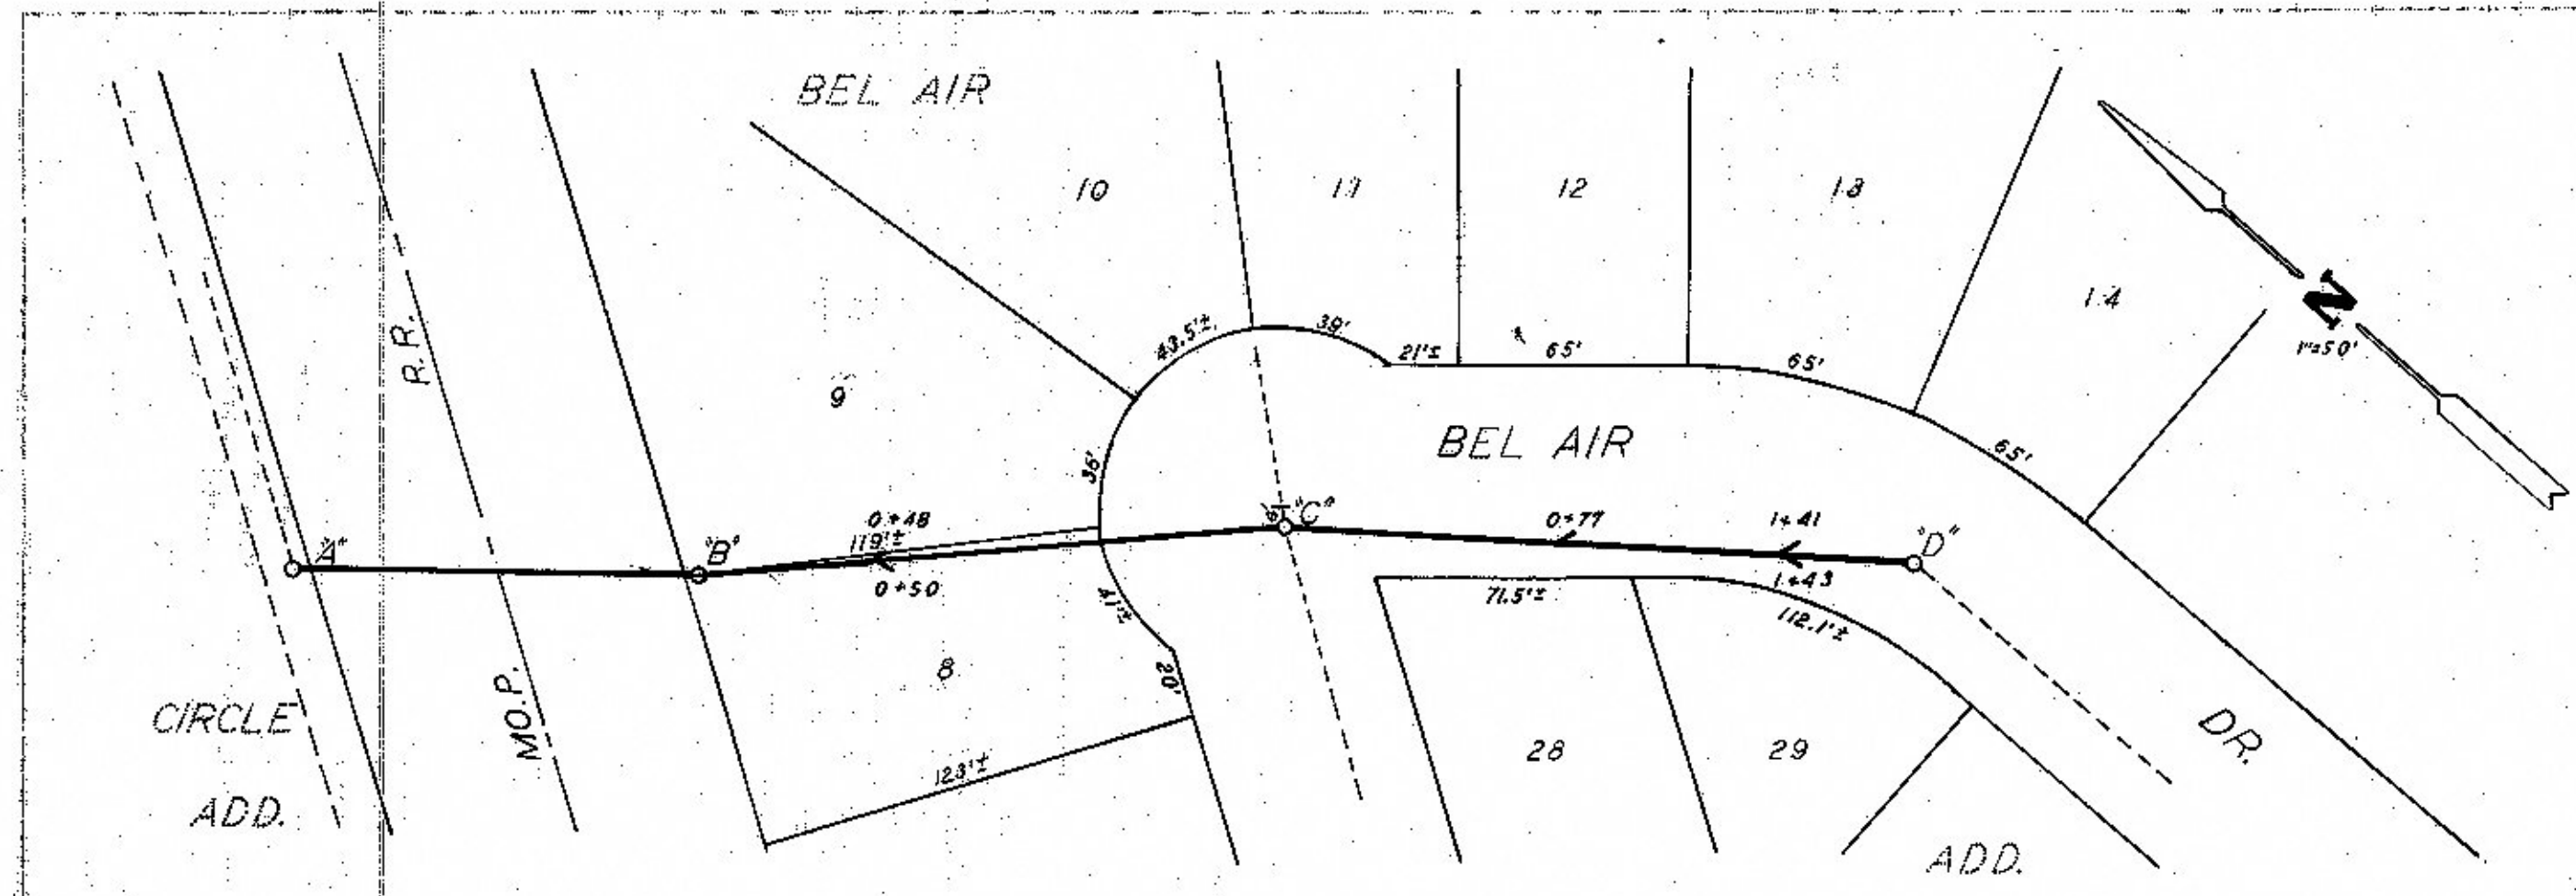 BEL AIR
10
11
12
13
14
N
1"=50'
R.R.
9
43.5'±
39'
21'±
65'
65'
65'
36'
BEL AIR
"A"
"B"
0+48
119'±
0+50
"C"
0+77
1+41
"D"
1+43
71.5'±
112.1'±
41'±
20'
8
123'±
28
29
DR.
CIRCLE
ADD.
MO.P.
ADD.